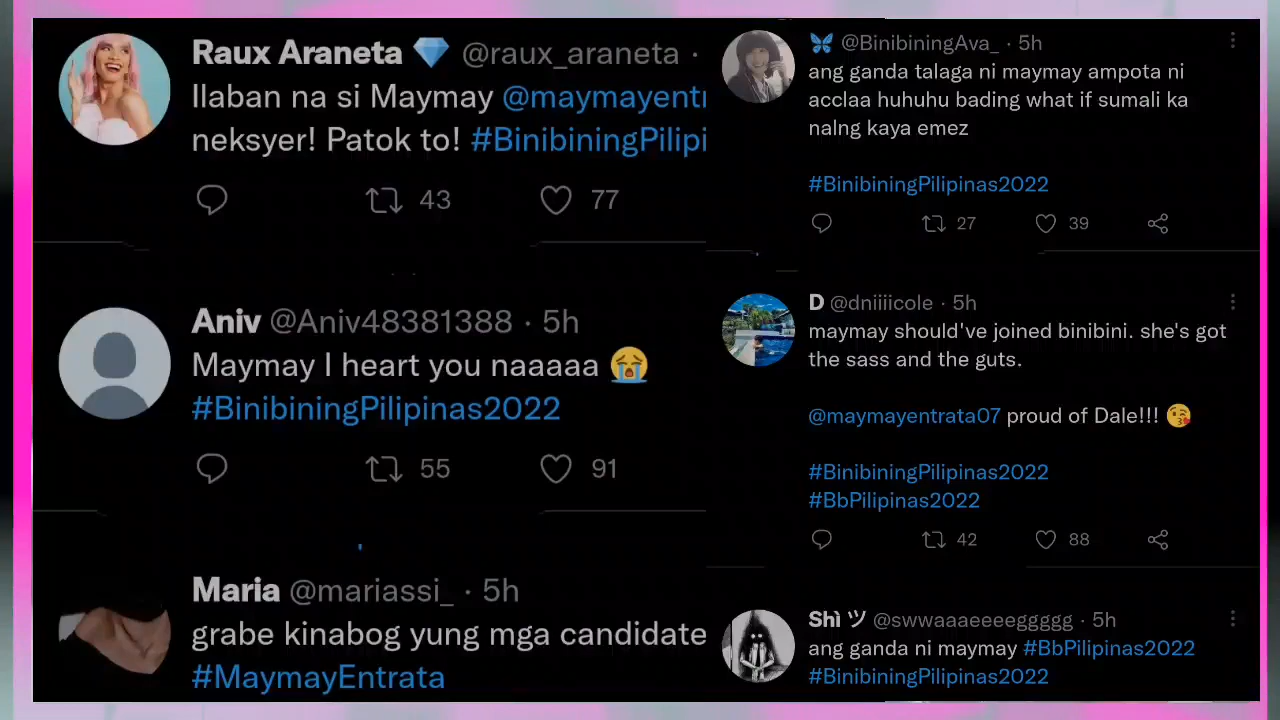 Raux Araneta 💎 @raux_araneta ·
Ilaban na si Maymay @maymayentr
neksyer! Patok to! #BinibiningPilipi
43 77
Aniv @Aniv48381388 · 5h
Maymay I heart you naaaaa 😭
#BinibiningPilipinas2022
55 91
Maria @mariassi_ · 5h
grabe kinabog yung mga candidate
#MaymayEntrata
🦋 @BinibiningAva_ · 5h
ang ganda talaga ni maymay ampota ni
acclaa huhuhu bading what if sumali ka
nalng kaya emez
#BinibiningPilipinas2022
27 39
D @dniiiicole · 5h
maymay should've joined binibini. she's got
the sass and the guts.
@maymayentrata07 proud of Dale!!! 😘
#BinibiningPilipinas2022
#BbPilipinas2022
42 88
Shì ツ @swwaaaeeeeggggg · 5h
ang ganda ni maymay #BbPilipinas2022
#BinibiningPilipinas2022